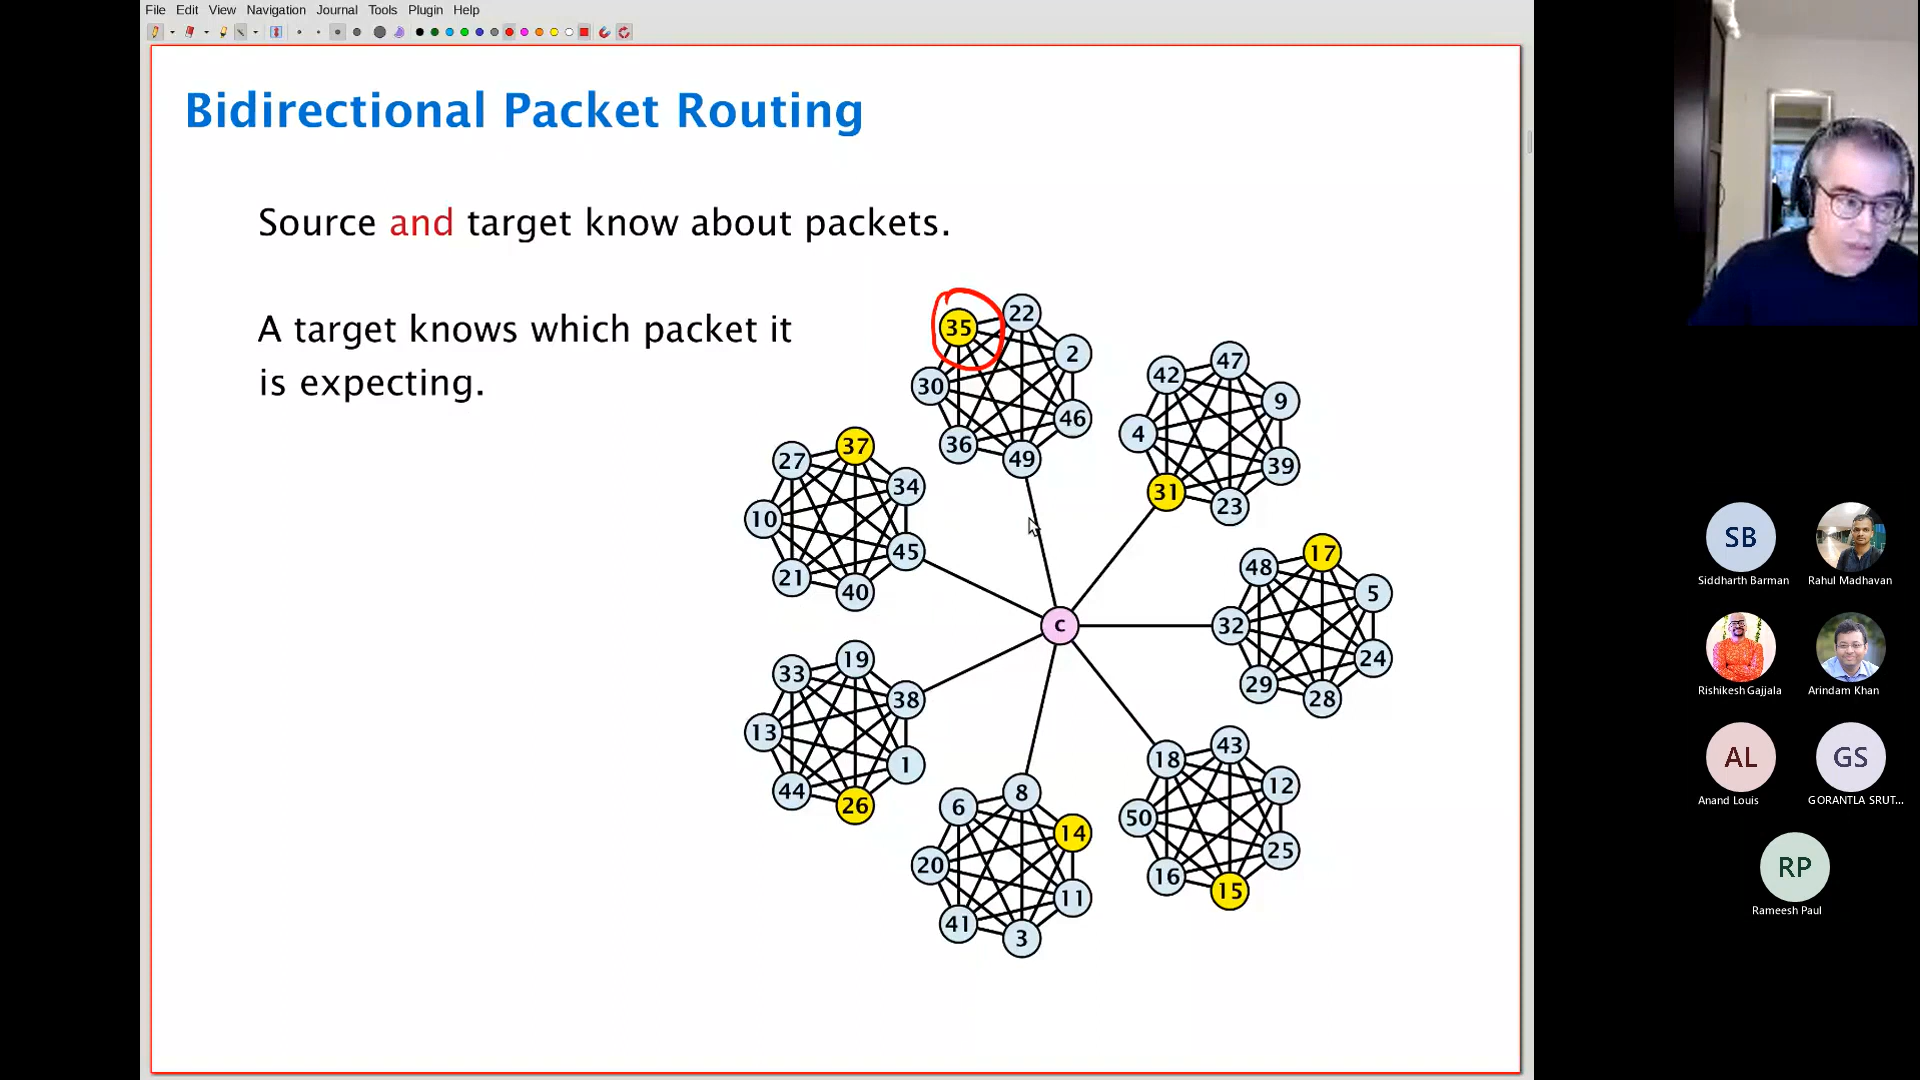 File Edit View Navigation Journal Tools Plugin Help
Bidirectional Packet Routing
Source and target know about packets.
A target knows which packet it
is expecting.
35
22
2
30
46
36
49
42
47
9
4
39
31
23
27
37
34
10
45
21
40
48
17
5
32
24
29
28
C
33
19
38
13
1
44
26
18
43
12
50
25
16
15
6
8
14
20
11
41
3
SB
Siddharth Barman
Rahul Madhavan
Rishikesh Gajjala
Arindam Khan
AL
Anand Louis
GS
GORANTLA SRUT...
RP
Rameesh Paul